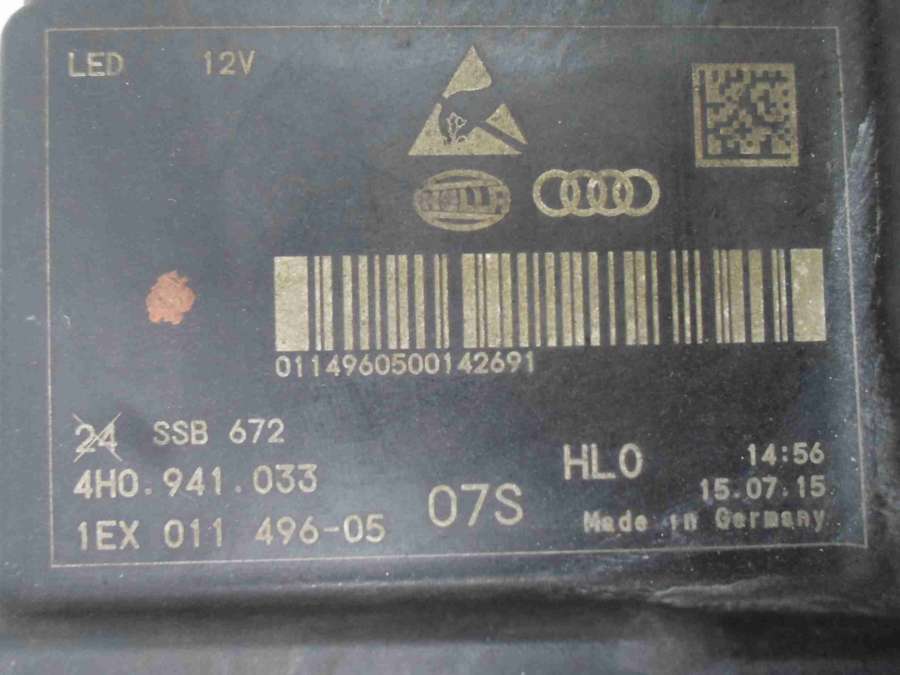 LED 12V
HELLA
0114960500142691
24 SSB 672
4H0.941.033
1EX 011 496-05
07S
HL0
14:56
15.07.15
Made in Germany